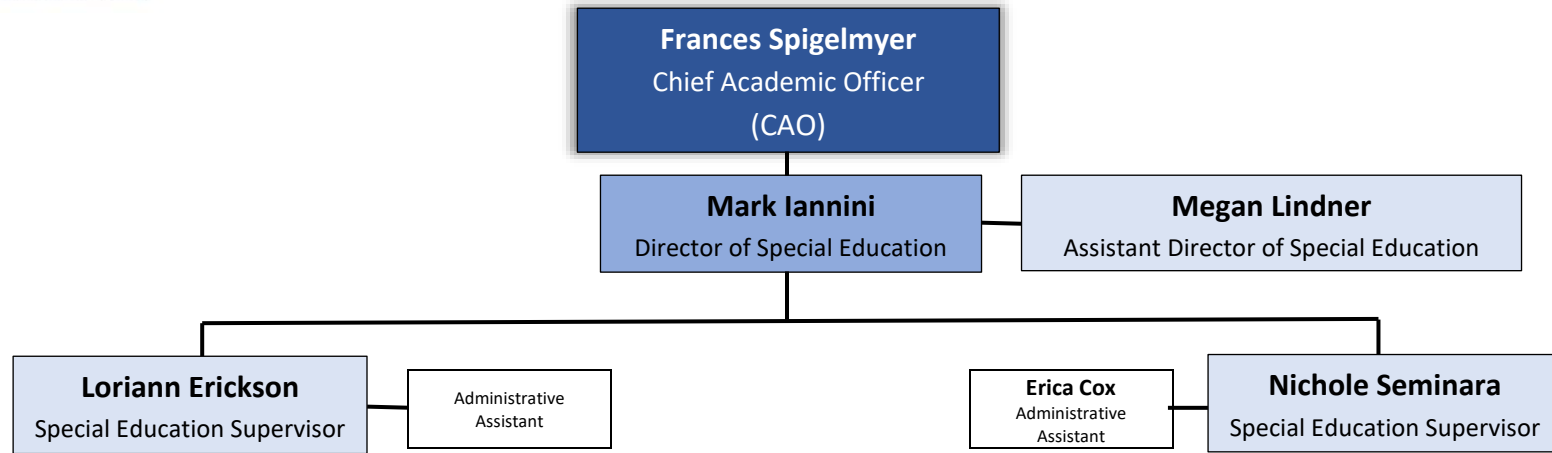 Frances Spigelmyer
Chief Academic Officer
(CAO)
Mark Iannini
Director of Special Education
Megan Lindner
Assistant Director of Special Education
Loriann Erickson
Special Education Supervisor
Administrative
Assistant
Erica Cox
Administrative
Assistant
Nichole Seminara
Special Education Supervisor